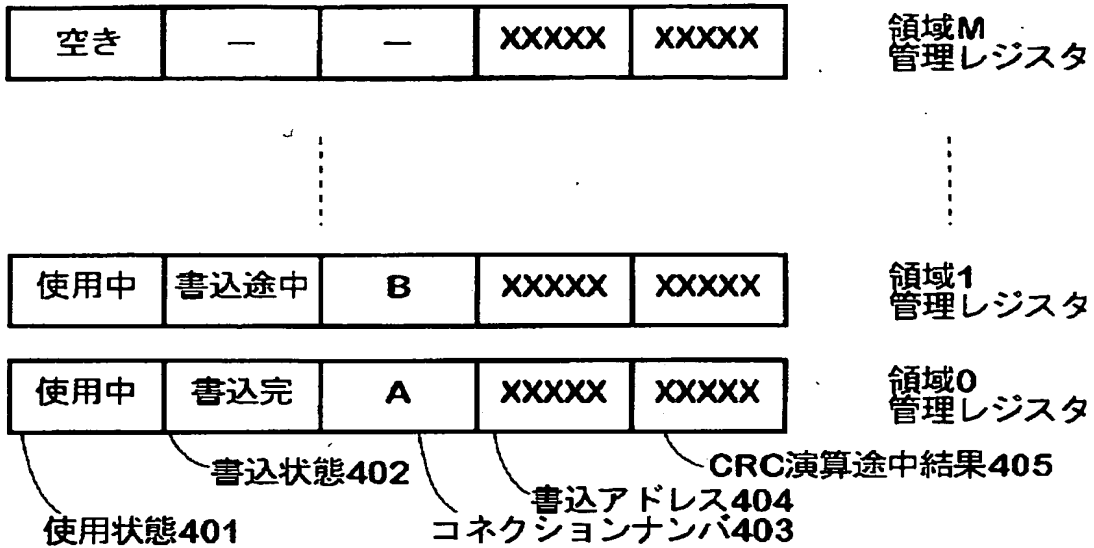 空き — — XXXXX XXXXX 領域M
管理レジスタ
使用中 書込途中 B XXXXX XXXXX 領域1
管理レジスタ
使用中 書込完 A XXXXX XXXXX 領域0
管理レジスタ
書込状態402 CRC演算途中結果405
書込アドレス404
使用状態401 コネクションナンバ403